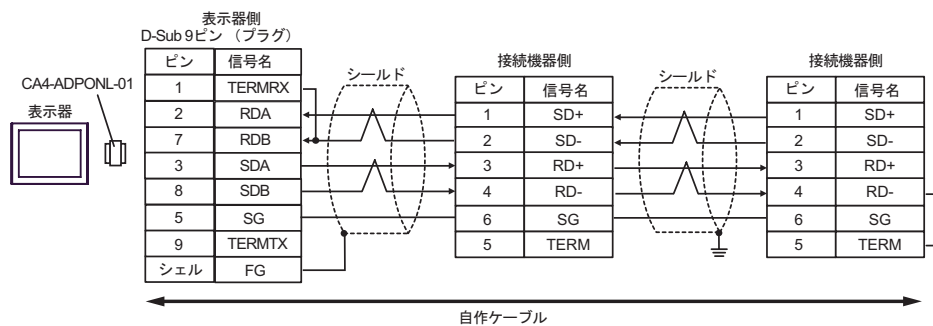 表示器側
D-Sub 9ピン （プラグ）
CA4-ADPONL-01
表示器
ピン 信号名
1 TERMRX
2 RDA
7 RDB
3 SDA
8 SDB
5 SG
9 TERMTX
シェル FG
シールド
接続機器側
ピン 信号名
1 SD+
2 SD-
3 RD+
4 RD-
6 SG
5 TERM
シールド
接続機器側
ピン 信号名
1 SD+
2 SD-
3 RD+
4 RD-
6 SG
5 TERM
自作ケーブル